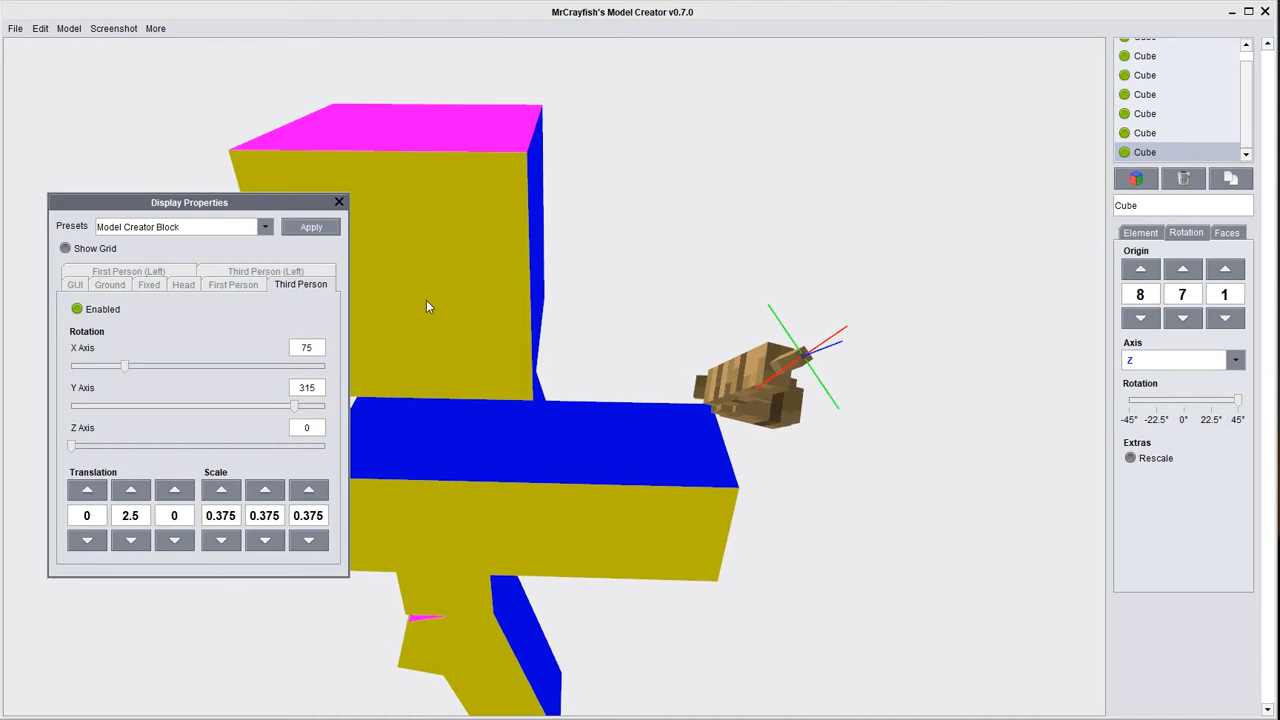 MrCrayfish's Model Creator v0.7.0
File Edit Model Screenshot More
Cube
Cube
Cube
Cube
Cube
Cube
Cube
Cube
Display Properties
Presets Model Creator Block Apply
Show Grid
First Person (Left) Third Person (Left)
GUI Ground Fixed Head First Person Third Person
Enabled
Rotation
X Axis 75
Y Axis 315
Z Axis 0
Translation Scale
0 2.5 0 0.375 0.375 0.375
Element Rotation Faces
Origin
8 7 1
Axis
Z
Rotation
-45° -22.5° 0° 22.5° 45°
Extras
Rescale